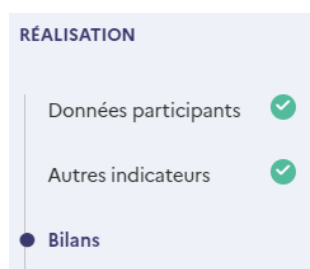 RÉALISATION
Données participants
Autres indicateurs
Bilans